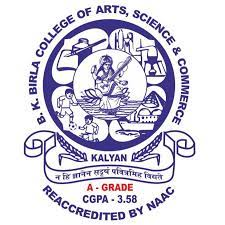 B. K. BIRLA COLLEGE OF ARTS, SCIENCE & COMMERCE
KALYAN
न हि ज्ञानेन सदृशं पवित्रमिह विद्यते
A - GRADE
CGPA - 3.58
REACCREDITED BY NAAC